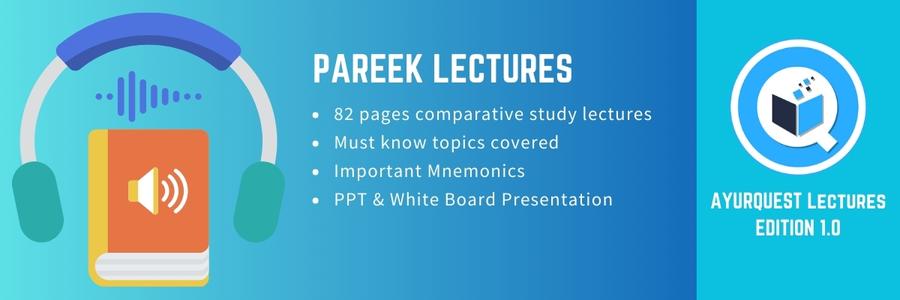 PAREEK LECTURES
• 82 pages comparative study lectures
• Must know topics covered
• Important Mnemonics
• PPT & White Board Presentation
AYURQUEST Lectures
EDITION 1.0